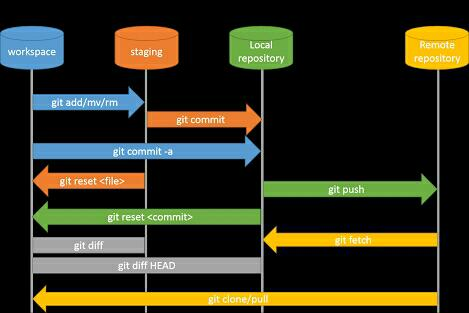 workspace
staging
Local
repository
Remote
repository
git add/mv/rm
git commit
git commit -a
git reset <file>
git push
git reset <commit>
git fetch
git diff
git diff HEAD
git clone/pull